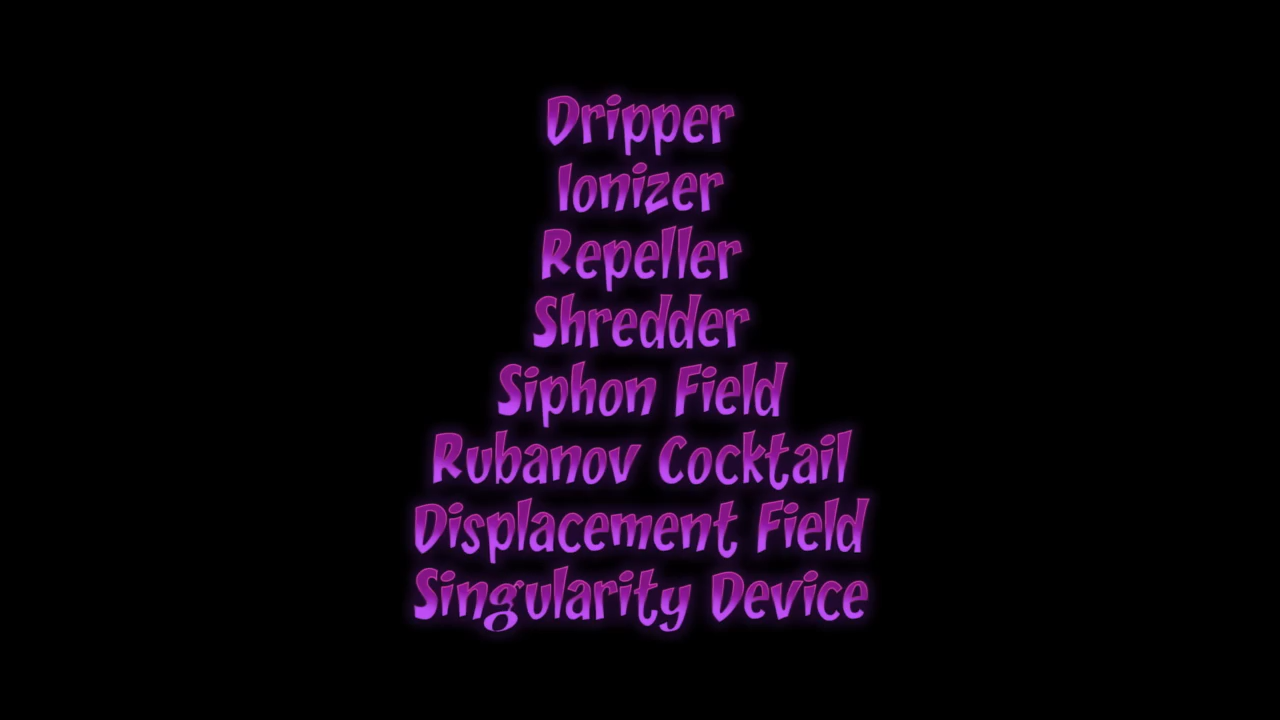 Dripper
Ionizer
Repeller
Shredder
Siphon Field
Rubanov Cocktail
Displacement Field
Singularity Device